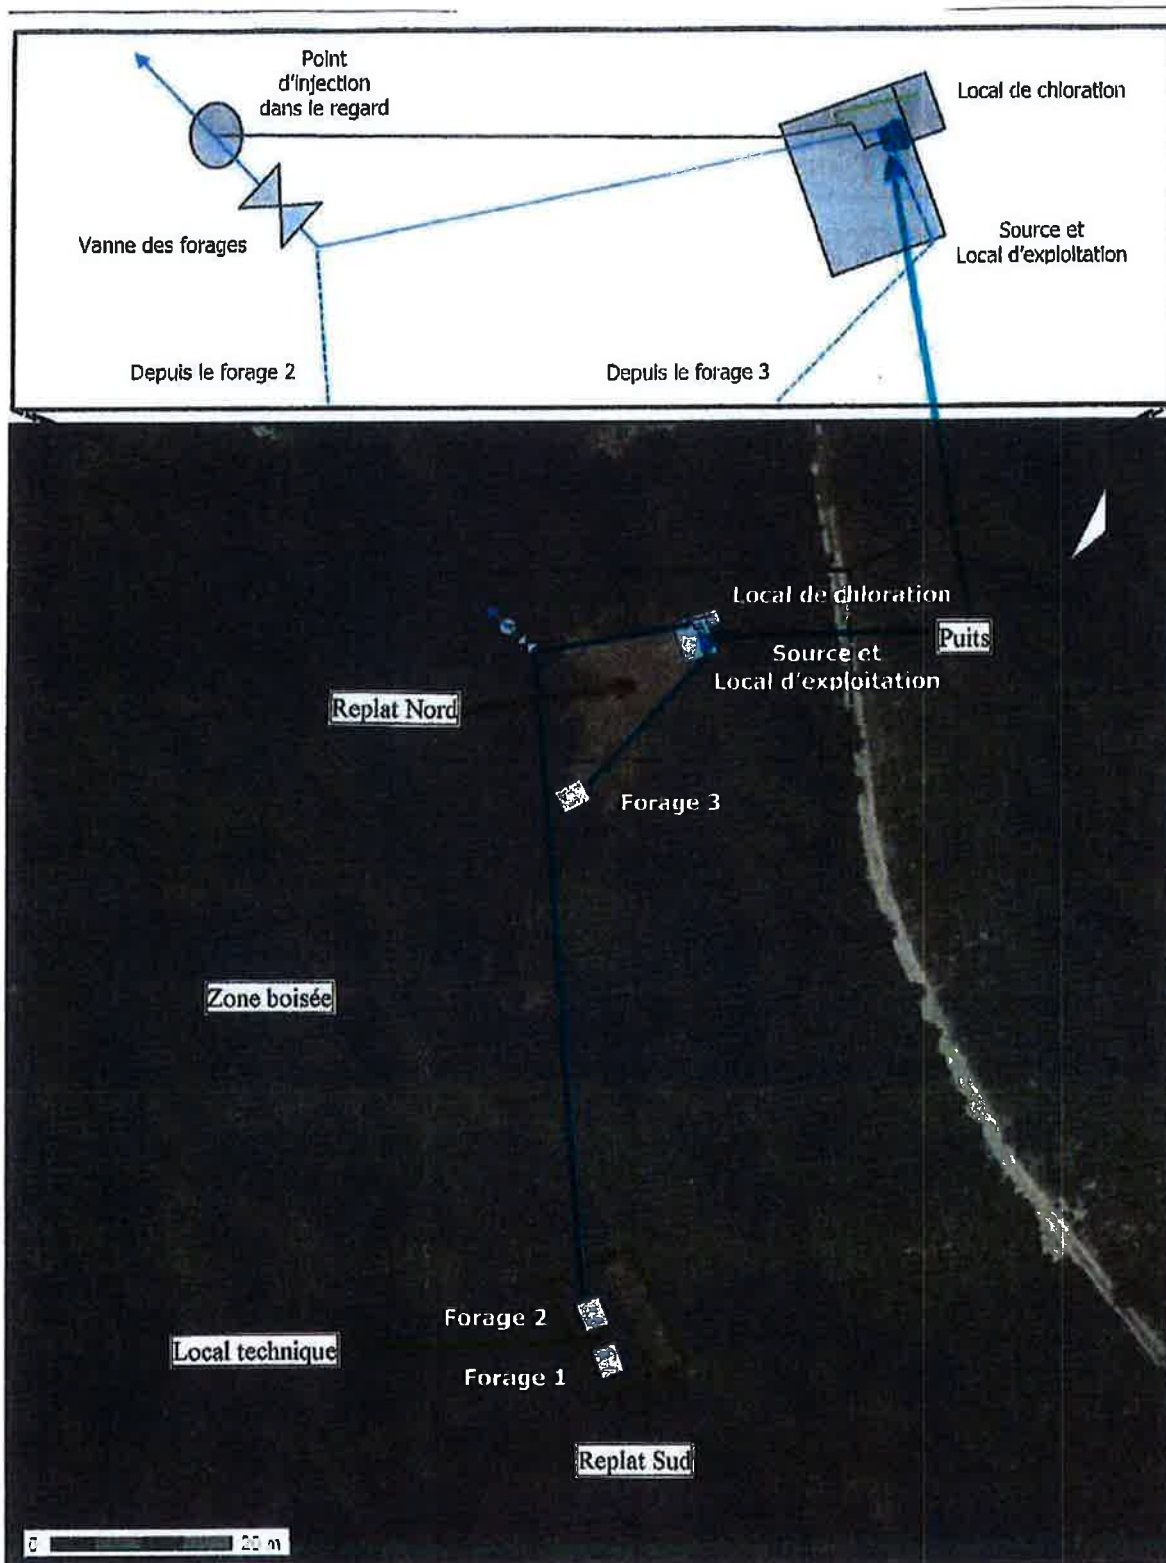 Point
d'injection
dans le regard
Local de chloration
Vanne des forages
Source et
Local d'exploitation
Depuis le forage 2
Depuis le forage 3
Local de chloration
Puits
Source et
Local d'exploitation
Replat Nord
Forage 3
Zone boisée
Forage 2
Local technique
Forage 1
Replat Sud
0 20 m